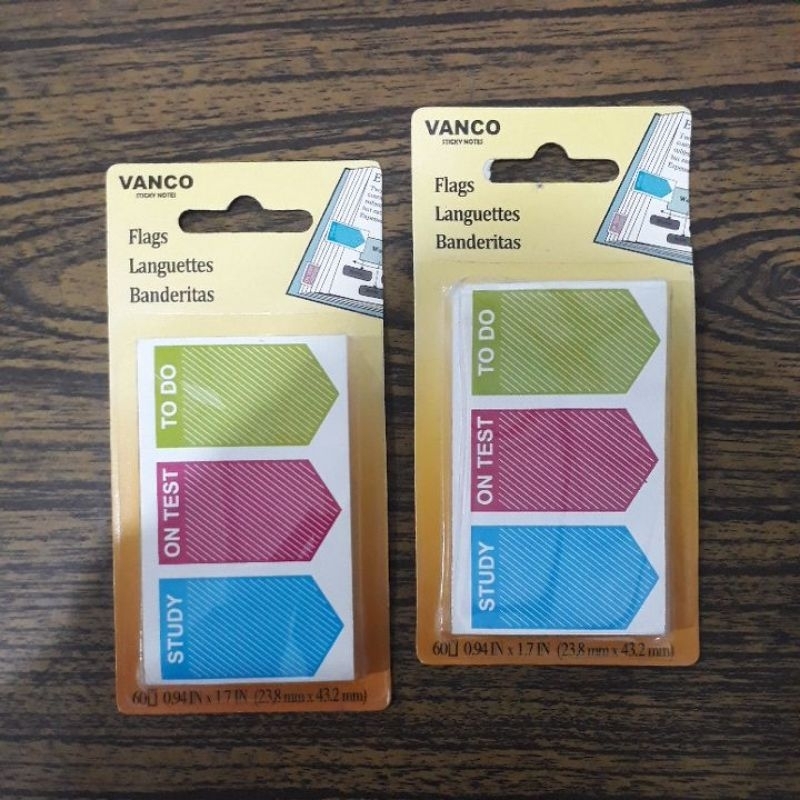 VANCO
STICKY NOTES
Flags
Languettes
Banderitas
TO DO
ON TEST
STUDY
60 0.94 IN x 1.7 IN (23,8 mm x 43.2 mm)
VANCO
STICKY NOTES
Flags
Languettes
Banderitas
TO DO
ON TEST
STUDY
60 0.94 IN x 1.7 IN (23,8 mm x 43.2 mm)